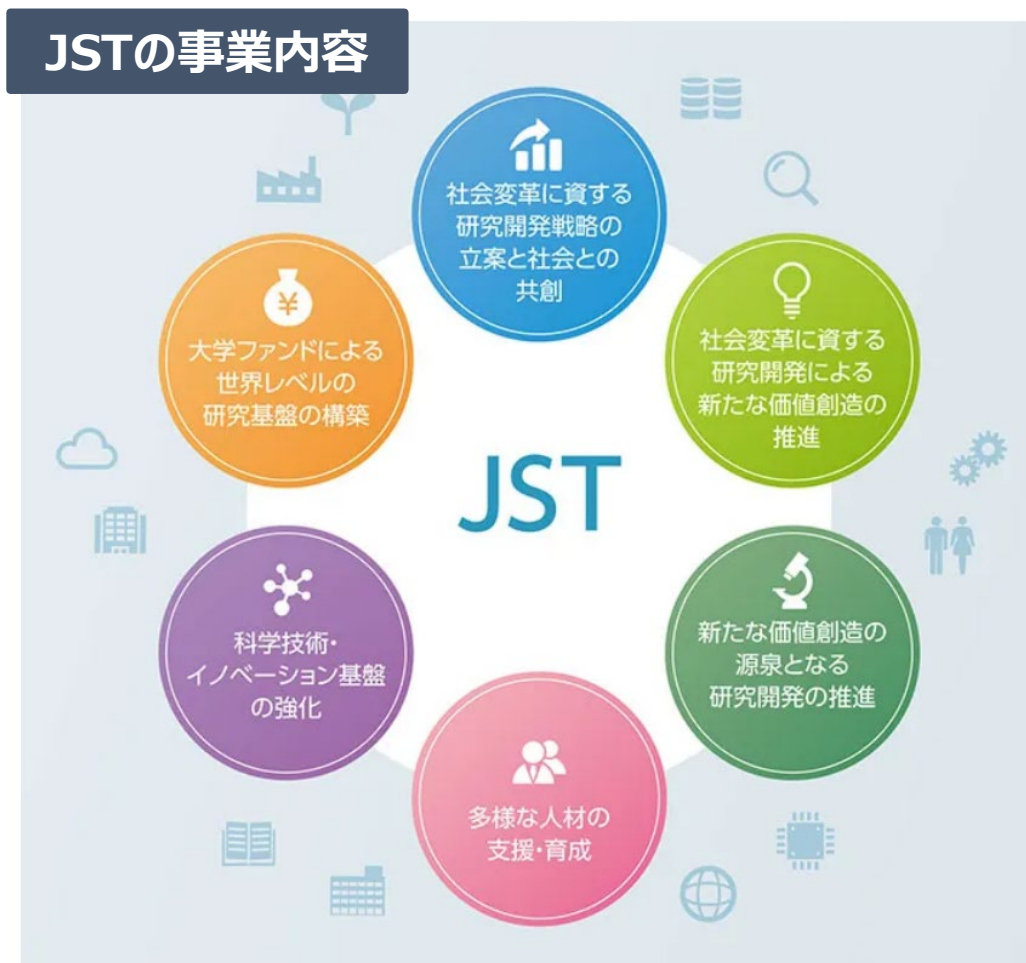 JSTの事業内容
社会変革に資する
研究開発戦略の
立案と社会との
共創
社会変革に資する
研究開発による
新たな価値創造の
推進
新たな価値創造の
源泉となる
研究開発の推進
多様な人材の
支援・育成
科学技術・
イノベーション基盤
の強化
¥
大学ファンドによる
世界レベルの
研究基盤の構築
JST